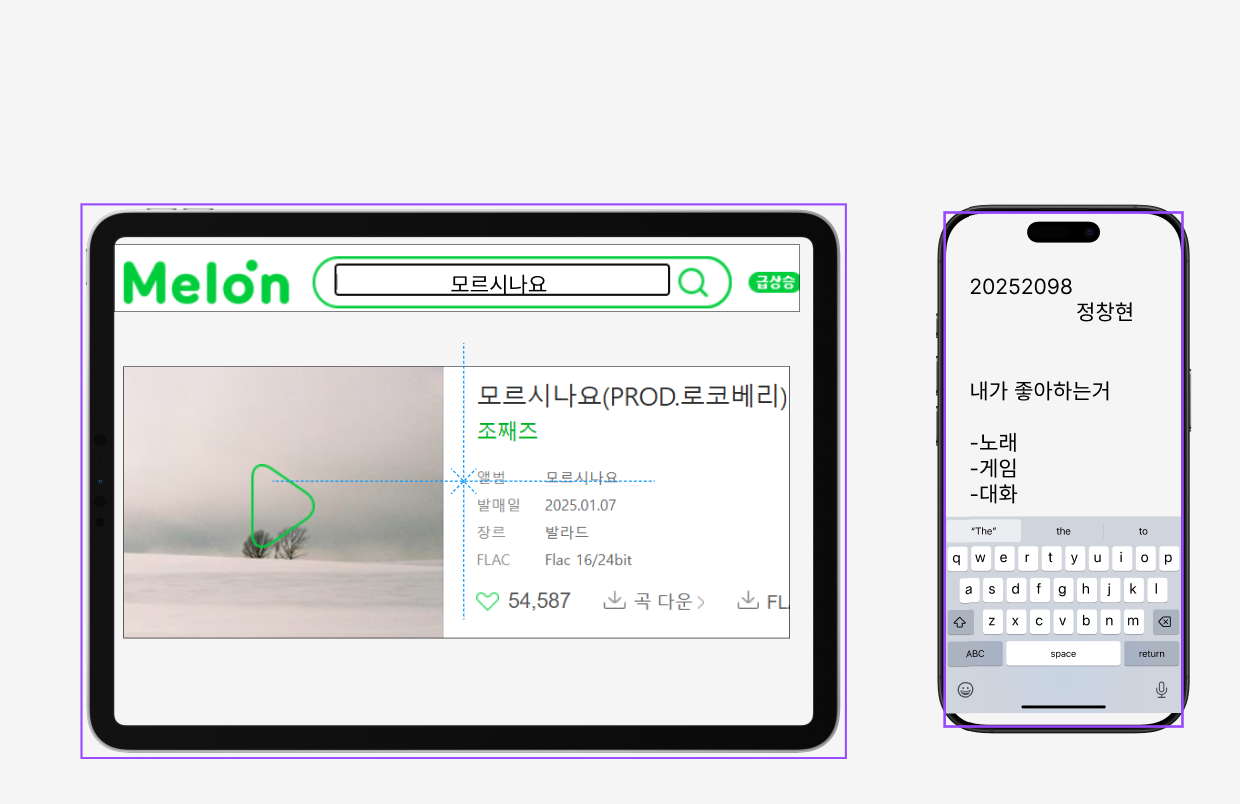 Melon
모르시나요
급상승
모르시나요(PROD.로코베리)
조째즈
앨범 모르시나요
발매일 2025.01.07
장르 발라드
FLAC Flac 16/24bit
54,587 곡 다운 FL
20252098
정창현
내가 좋아하는거
-노래
-게임
-대화
“The” the to
q w e r t y u i o p
a s d f g h j k l
z x c v b n m
ABC space return